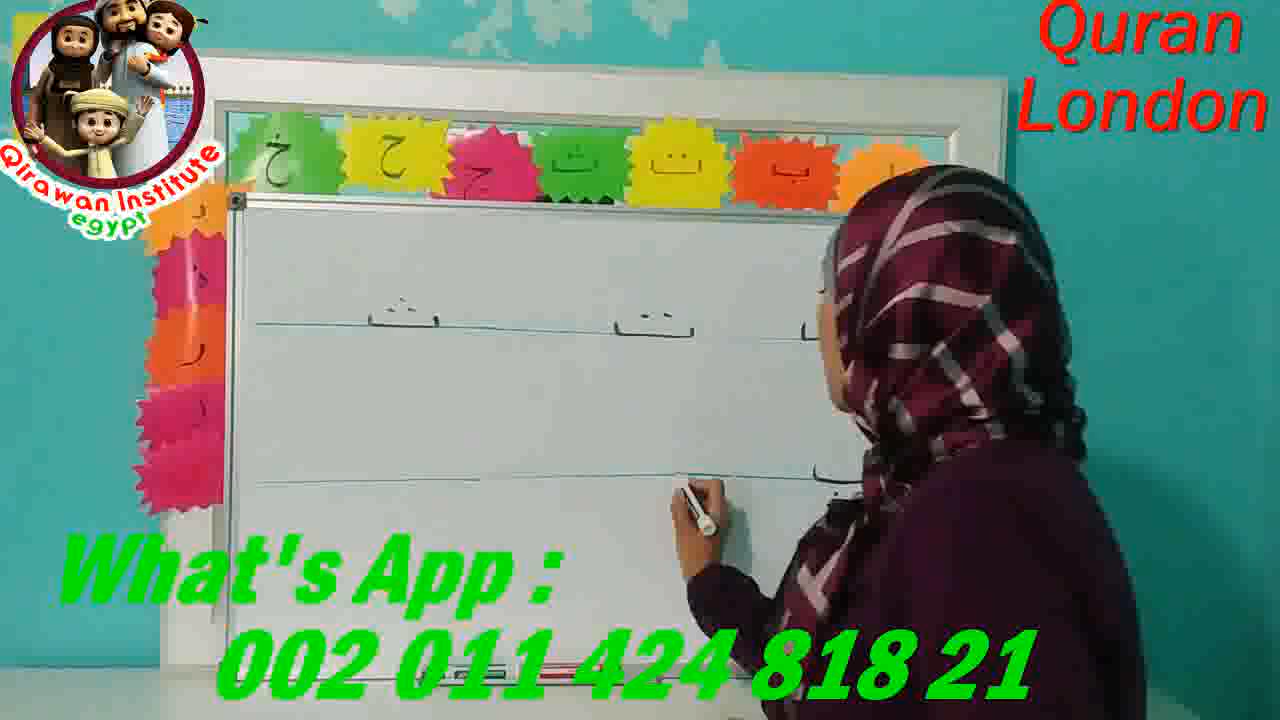 Quran
London
Qirawan Institute
egypt
خ ح ج ث ت ب
ث ت
ر
What's App :
002 011 424 818 21